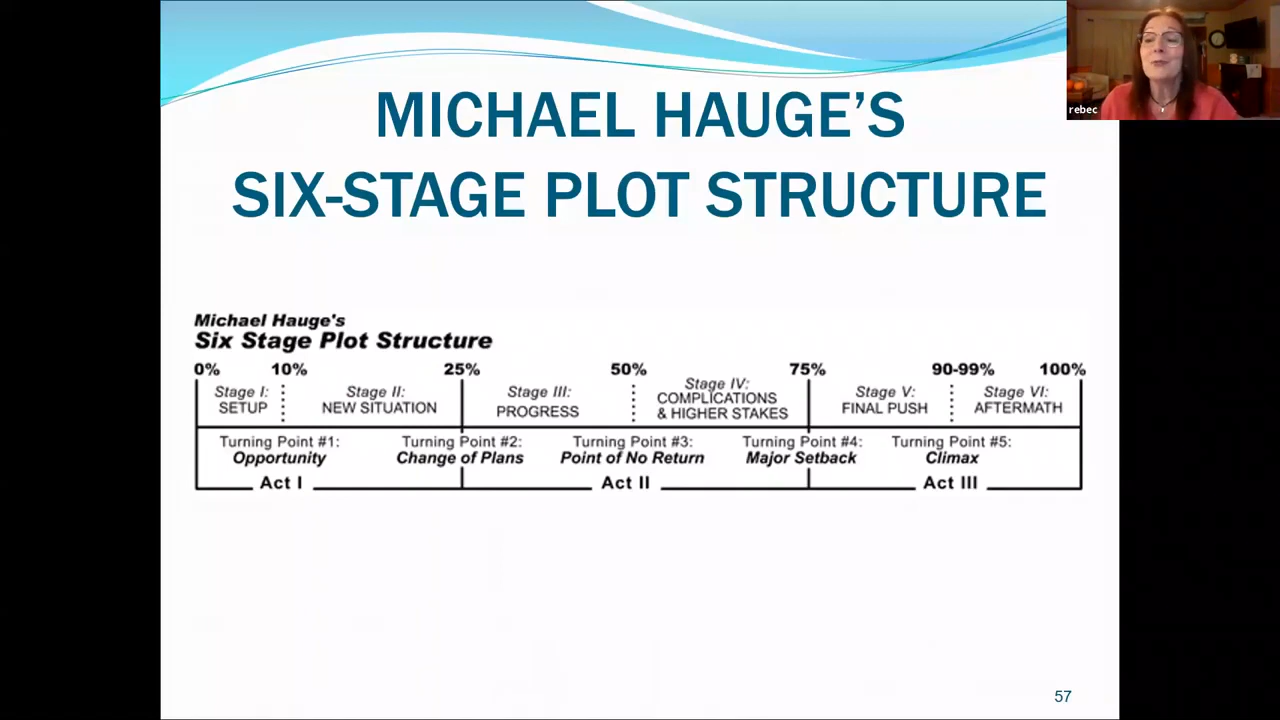 MICHAEL HAUGE’S
SIX-STAGE PLOT STRUCTURE
rebec
Michael Hauge's
Six Stage Plot Structure
0% 10% 25% 50% 75% 90-99% 100%
Stage I: Stage II: Stage III: Stage IV: Stage V: Stage VI:
SETUP NEW SITUATION PROGRESS COMPLICATIONS FINAL PUSH AFTERMATH
& HIGHER STAKES
Turning Point #1: Turning Point #2: Turning Point #3: Turning Point #4: Turning Point #5:
Opportunity Change of Plans Point of No Return Major Setback Climax
Act I Act II Act III
57